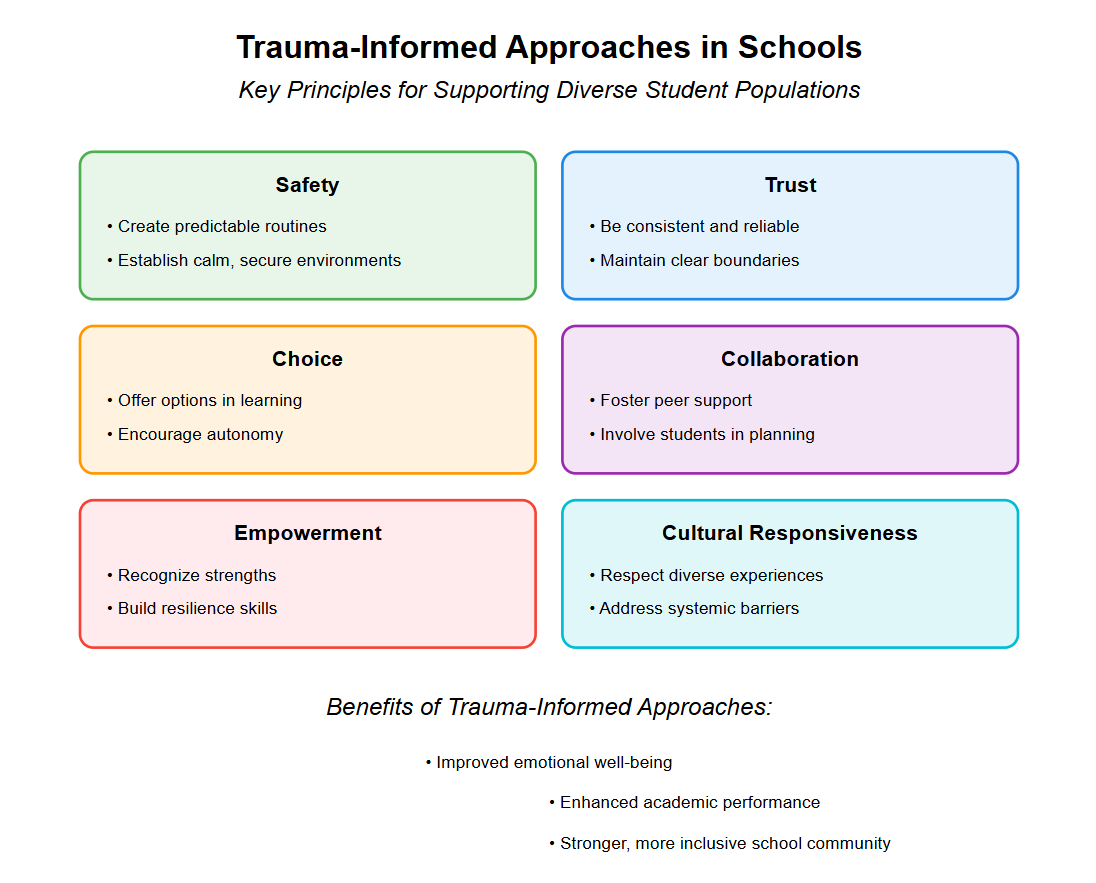 Trauma-Informed Approaches in Schools
Key Principles for Supporting Diverse Student Populations
Safety
• Create predictable routines
• Establish calm, secure environments
Trust
• Be consistent and reliable
• Maintain clear boundaries
Choice
• Offer options in learning
• Encourage autonomy
Collaboration
• Foster peer support
• Involve students in planning
Empowerment
• Recognize strengths
• Build resilience skills
Cultural Responsiveness
• Respect diverse experiences
• Address systemic barriers
Benefits of Trauma-Informed Approaches:
• Improved emotional well-being
• Enhanced academic performance
• Stronger, more inclusive school community